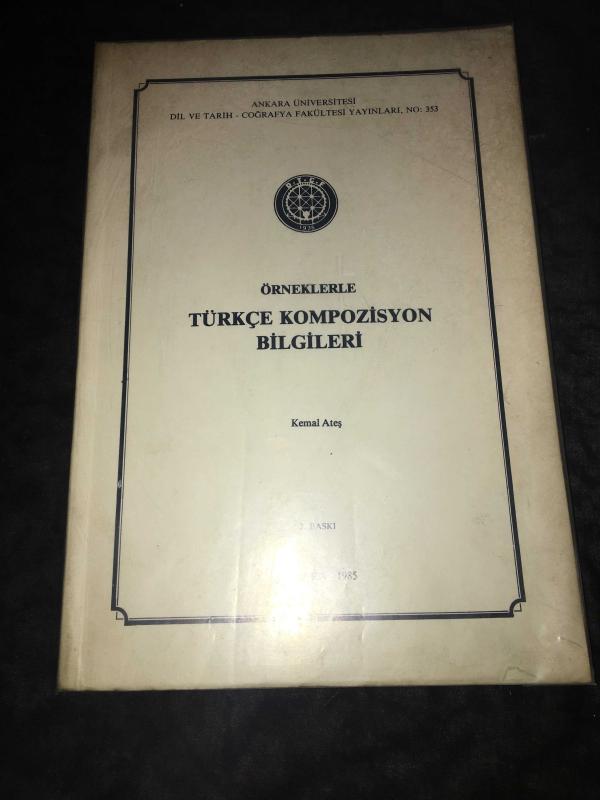 ANKARA ÜNİVERSİTESİ
DİL VE TARİH - COĞRAFYA FAKÜLTESİ YAYINLARI, NO: 353
D.T.C.F
1936
ÖRNEKLERLE
TÜRKÇE KOMPOZİSYON
BİLGİLERİ
Kemal Ateş
BASKI
1985